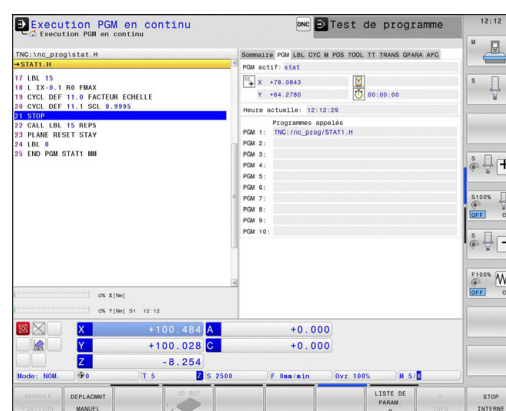 Execution PGM en continu
Execution PGM en continu
DNC
Test de programme
12:12
TNC:\nc_prog\stat.H
→STAT1.H
17 LBL 15
18 L IX-0.1 R0 FMAX
19 CYCL DEF 11.0 FACTEUR ECHELLE
20 CYCL DEF 11.1 SCL 0.9995
21 STOP
22 CALL LBL 15 REP5
23 PLANE RESET STAY
24 LBL 0
25 END PGM STAT1 MM
Sommaire PGM LBL CYC M POS TOOL TT TRANS QPARA AFC
PGM actif: stat
X +70.0843
Y +64.2780
00:00:00
Heure actuelle: 12:12:29
Programmes appelés
PGM 1: TNC:/nc_prog/STAT1.H
PGM 2:
PGM 3:
PGM 4:
PGM 5:
PGM 6:
PGM 7:
PGM 8:
PGM 9:
PGM 10:
0% X[Nm]
0% Y[Nm] S1 12:12
X +100.484 A +0.000
Y +100.028 C +0.000
Z -8.254
Mode: NOM. 0 T 5 Z S 2500 F 0mm/min Ovr 100% M 5/
M
S
S
S100%
OFF
S
F100%
OFF
DEPLACMNT
MANUEL
3D ROT
LISTE DE
PARAM.
STOP
INTERNE